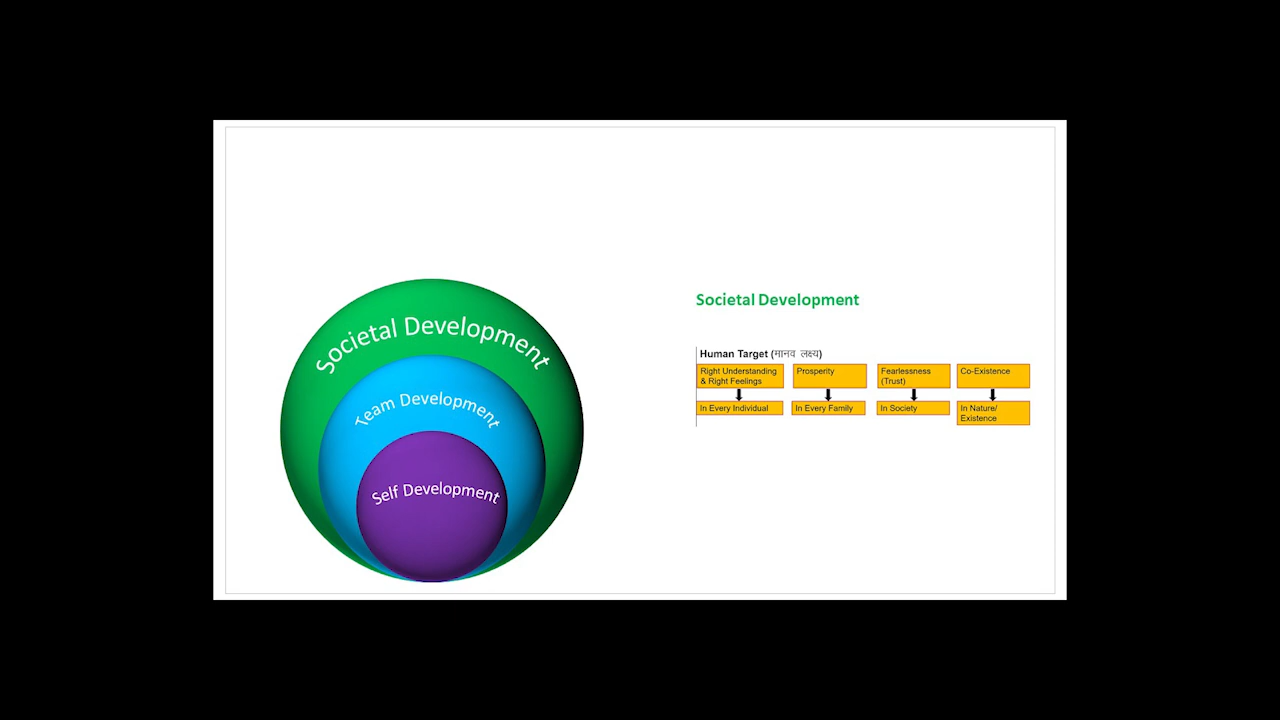 Societal Development
Team Development
Self Development
Societal Development
Human Target (मानव लक्ष्य)
Right Understanding
& Right Feelings
Prosperity
Fearlessness
(Trust)
Co-Existence
In Every Individual
In Every Family
In Society
In Nature/
Existence